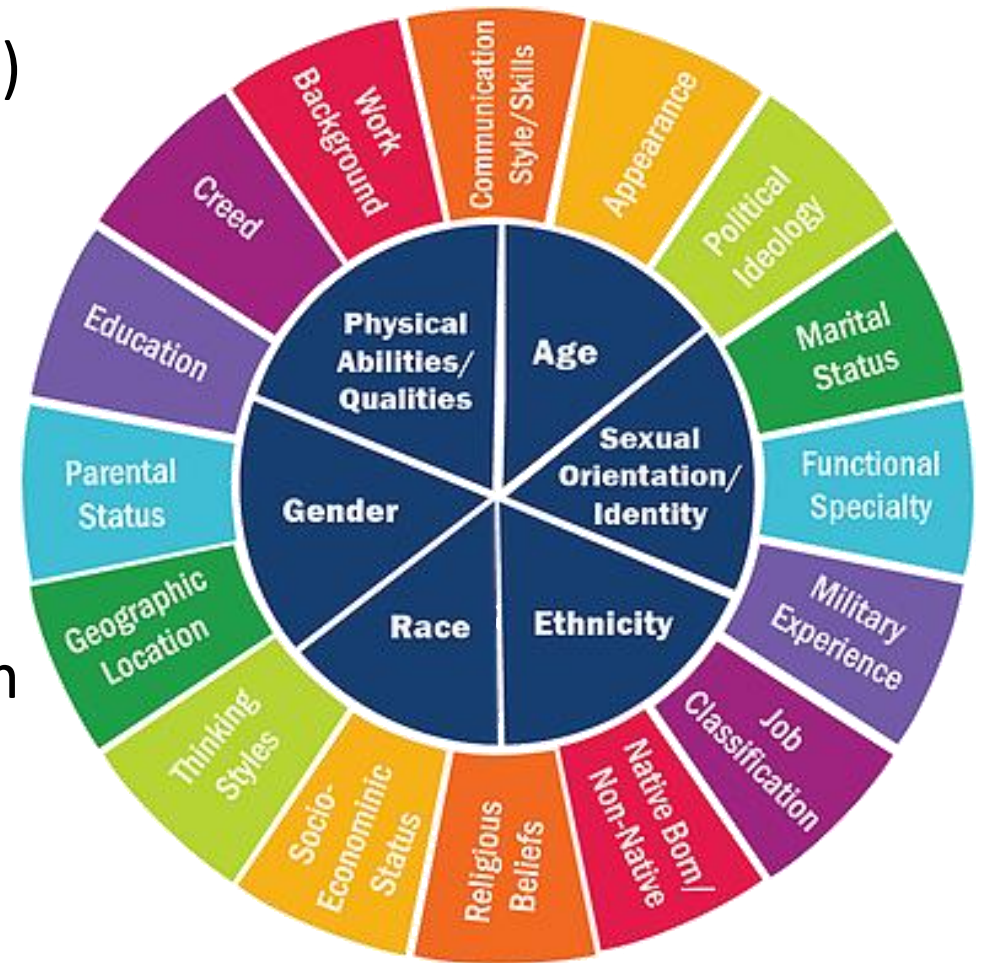 )
n
Communication
Style/Skills
Appearance
Political
Ideology
Marital
Status
Functional
Specialty
Military
Experience
Job
Classification
Native Born/
Non-Native
Religious
Beliefs
Socio-
Econominic
Status
Thinking
Styles
Geographic
Location
Parental
Status
Education
Creed
Work
Background
Physical
Abilities/
Qualities
Age
Sexual
Orientation/
Identity
Ethnicity
Race
Gender